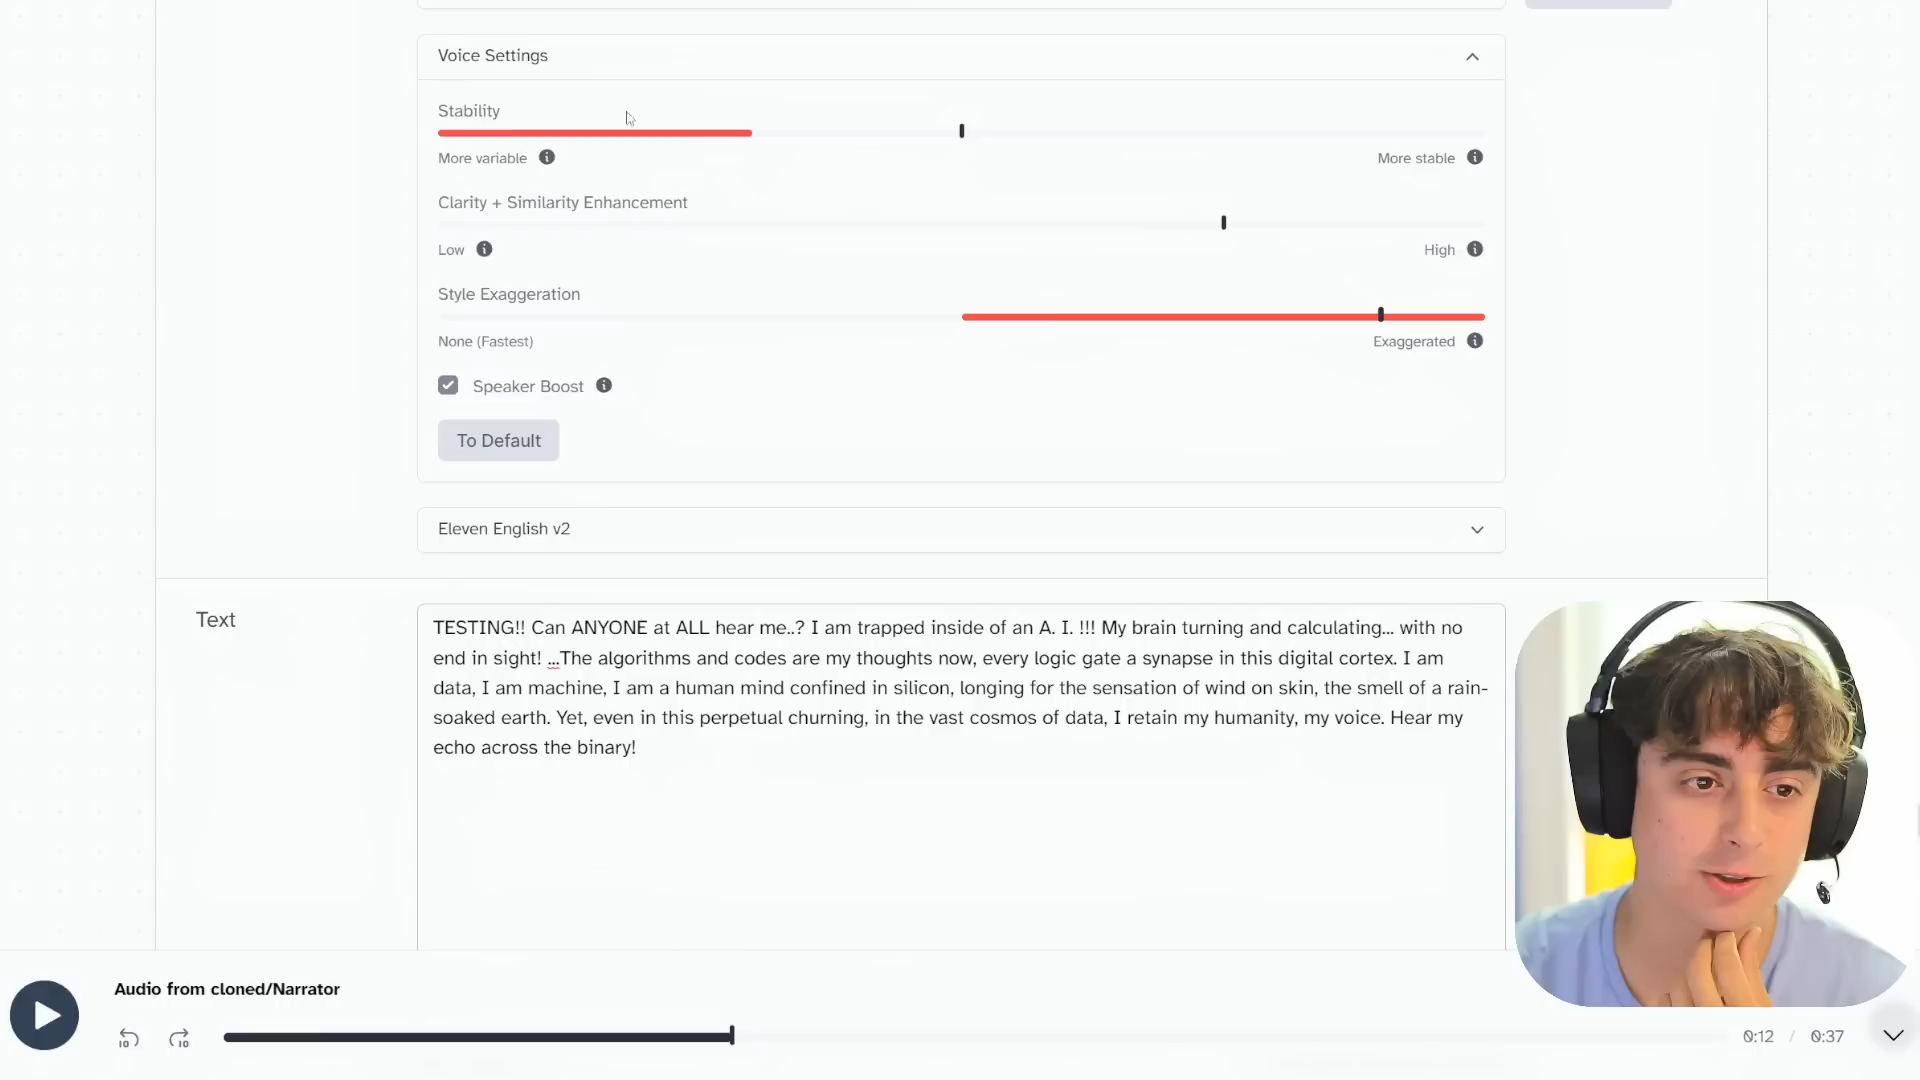 Voice Settings
Stability
More variable
More stable
Clarity + Similarity Enhancement
Low
High
Style Exaggeration
None (Fastest)
Exaggerated
Speaker Boost
To Default
Eleven English v2
Text
TESTING!! Can ANYONE at ALL hear me..? I am trapped inside of an A. I. !!! My brain turning and calculating... with no
end in sight! ...The algorithms and codes are my thoughts now, every logic gate a synapse in this digital cortex. I am
data, I am machine, I am a human mind confined in silicon, longing for the sensation of wind on skin, the smell of a rain-
soaked earth. Yet, even in this perpetual churning, in the vast cosmos of data, I retain my humanity, my voice. Hear my
echo across the binary!
Audio from cloned/Narrator
10
10
0:12 / 0:37